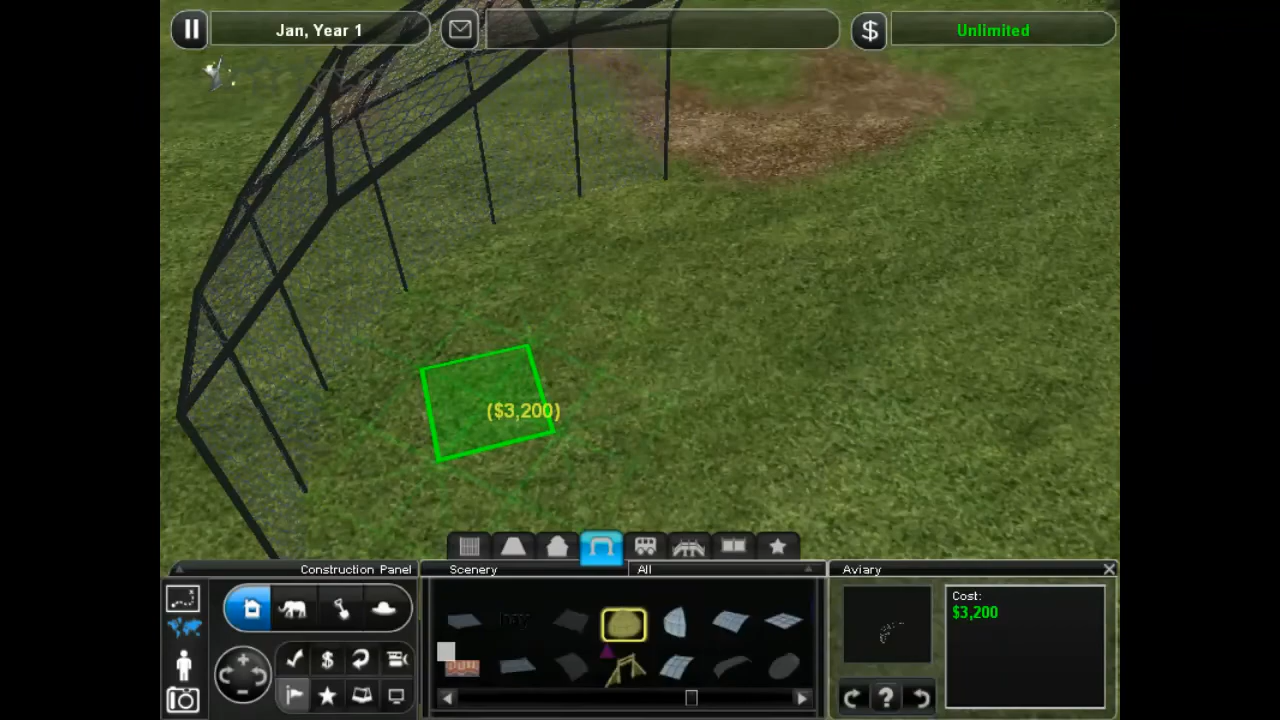 Jan, Year 1
$
Unlimited
($3,200)
Construction Panel
Scenery
All
Aviary
Cost:
$3,200
$
?